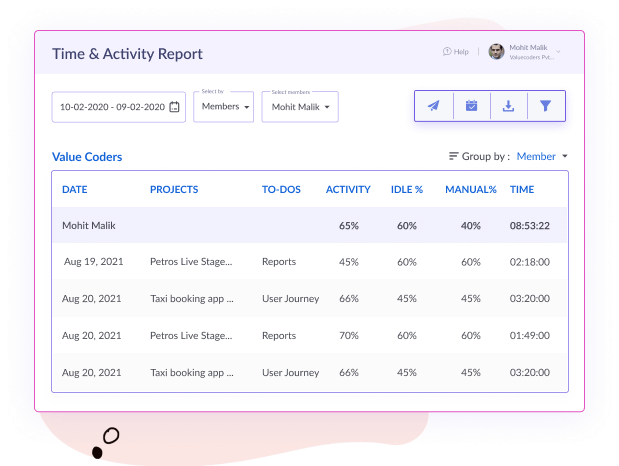 Time & Activity Report
Help
Mohit Malik
Valuecoders Pvt...
10-02-2020 - 09-02-2020
Select by
Members
Select members
Mohit Malik
Value Coders
Group by : Member
DATE PROJECTS TO-DOS ACTIVITY IDLE % MANUAL% TIME
Mohit Malik 65% 60% 40% 08:53:22
Aug 19, 2021 Petros Live Stage... Reports 45% 60% 60% 02:18:00
Aug 20, 2021 Taxi booking app ... User Journey 66% 45% 45% 03:20:00
Aug 20, 2021 Petros Live Stage... Reports 70% 60% 60% 01:49:00
Aug 20, 2021 Taxi booking app ... User Journey 66% 45% 45% 03:20:00